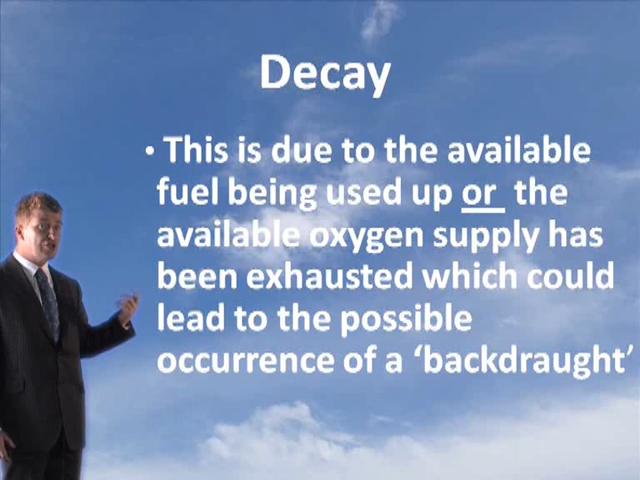 Decay
• This is due to the available
fuel being used up or the
available oxygen supply has
been exhausted which could
lead to the possible
occurrence of a ‘backdraught’